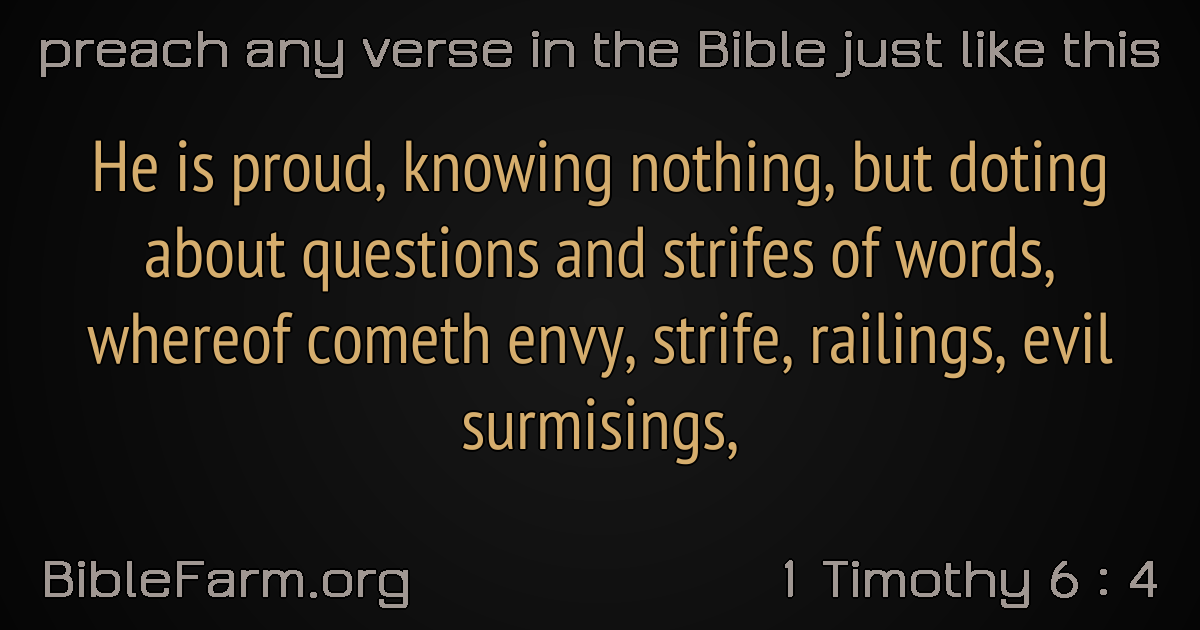 preach any verse in the Bible just like this
He is proud, knowing nothing, but doting
about questions and strifes of words,
whereof cometh envy, strife, railings, evil
surmisings,
BibleFarm.org
1 Timothy 6 : 4